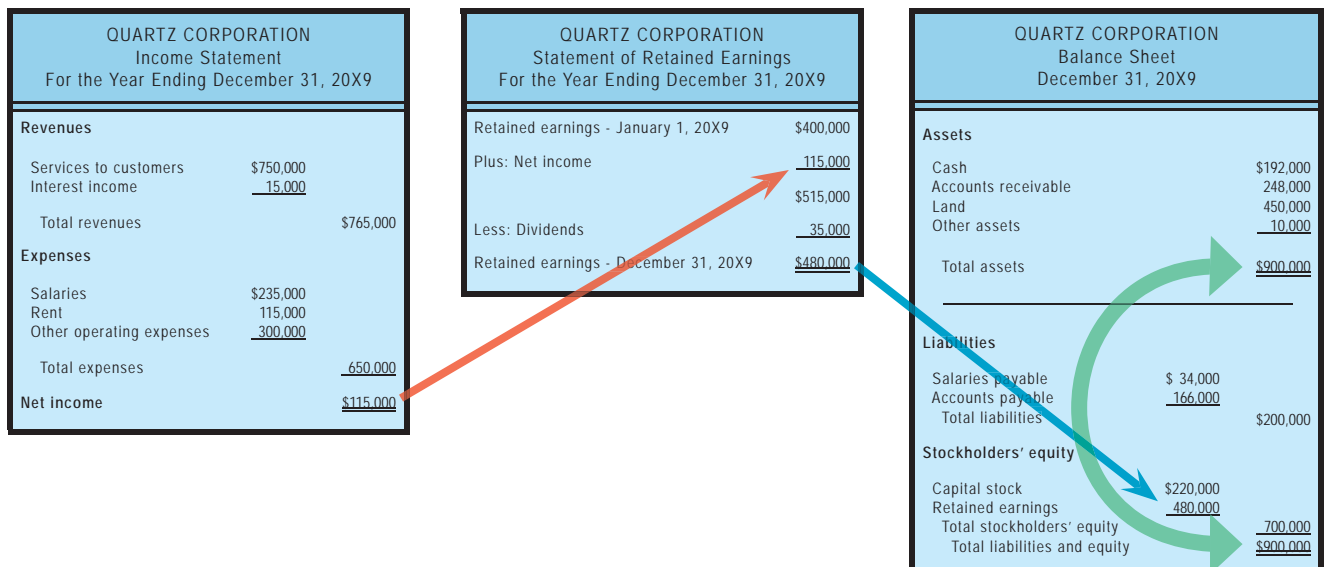 QUARTZ CORPORATION
Income Statement
For the Year Ending December 31, 20X9
Revenues
Services to customers $750,000
Interest income 15,000
Total revenues $765,000
Expenses
Salaries $235,000
Rent 115,000
Other operating expenses 300,000
Total expenses 650,000
Net income $115,000
QUARTZ CORPORATION
Statement of Retained Earnings
For the Year Ending December 31, 20X9
Retained earnings - January 1, 20X9 $400,000
Plus: Net income 115,000
$515,000
Less: Dividends 35,000
Retained earnings - December 31, 20X9 $480,000
QUARTZ CORPORATION
Balance Sheet
December 31, 20X9
Assets
Cash $192,000
Accounts receivable 248,000
Land 450,000
Other assets 10,000
Total assets $900,000
Liabilities
Salaries payable $ 34,000
Accounts payable 166,000
Total liabilities $200,000
Stockholders’ equity
Capital stock $220,000
Retained earnings 480,000
Total stockholders’ equity 700,000
Total liabilities and equity $900,000